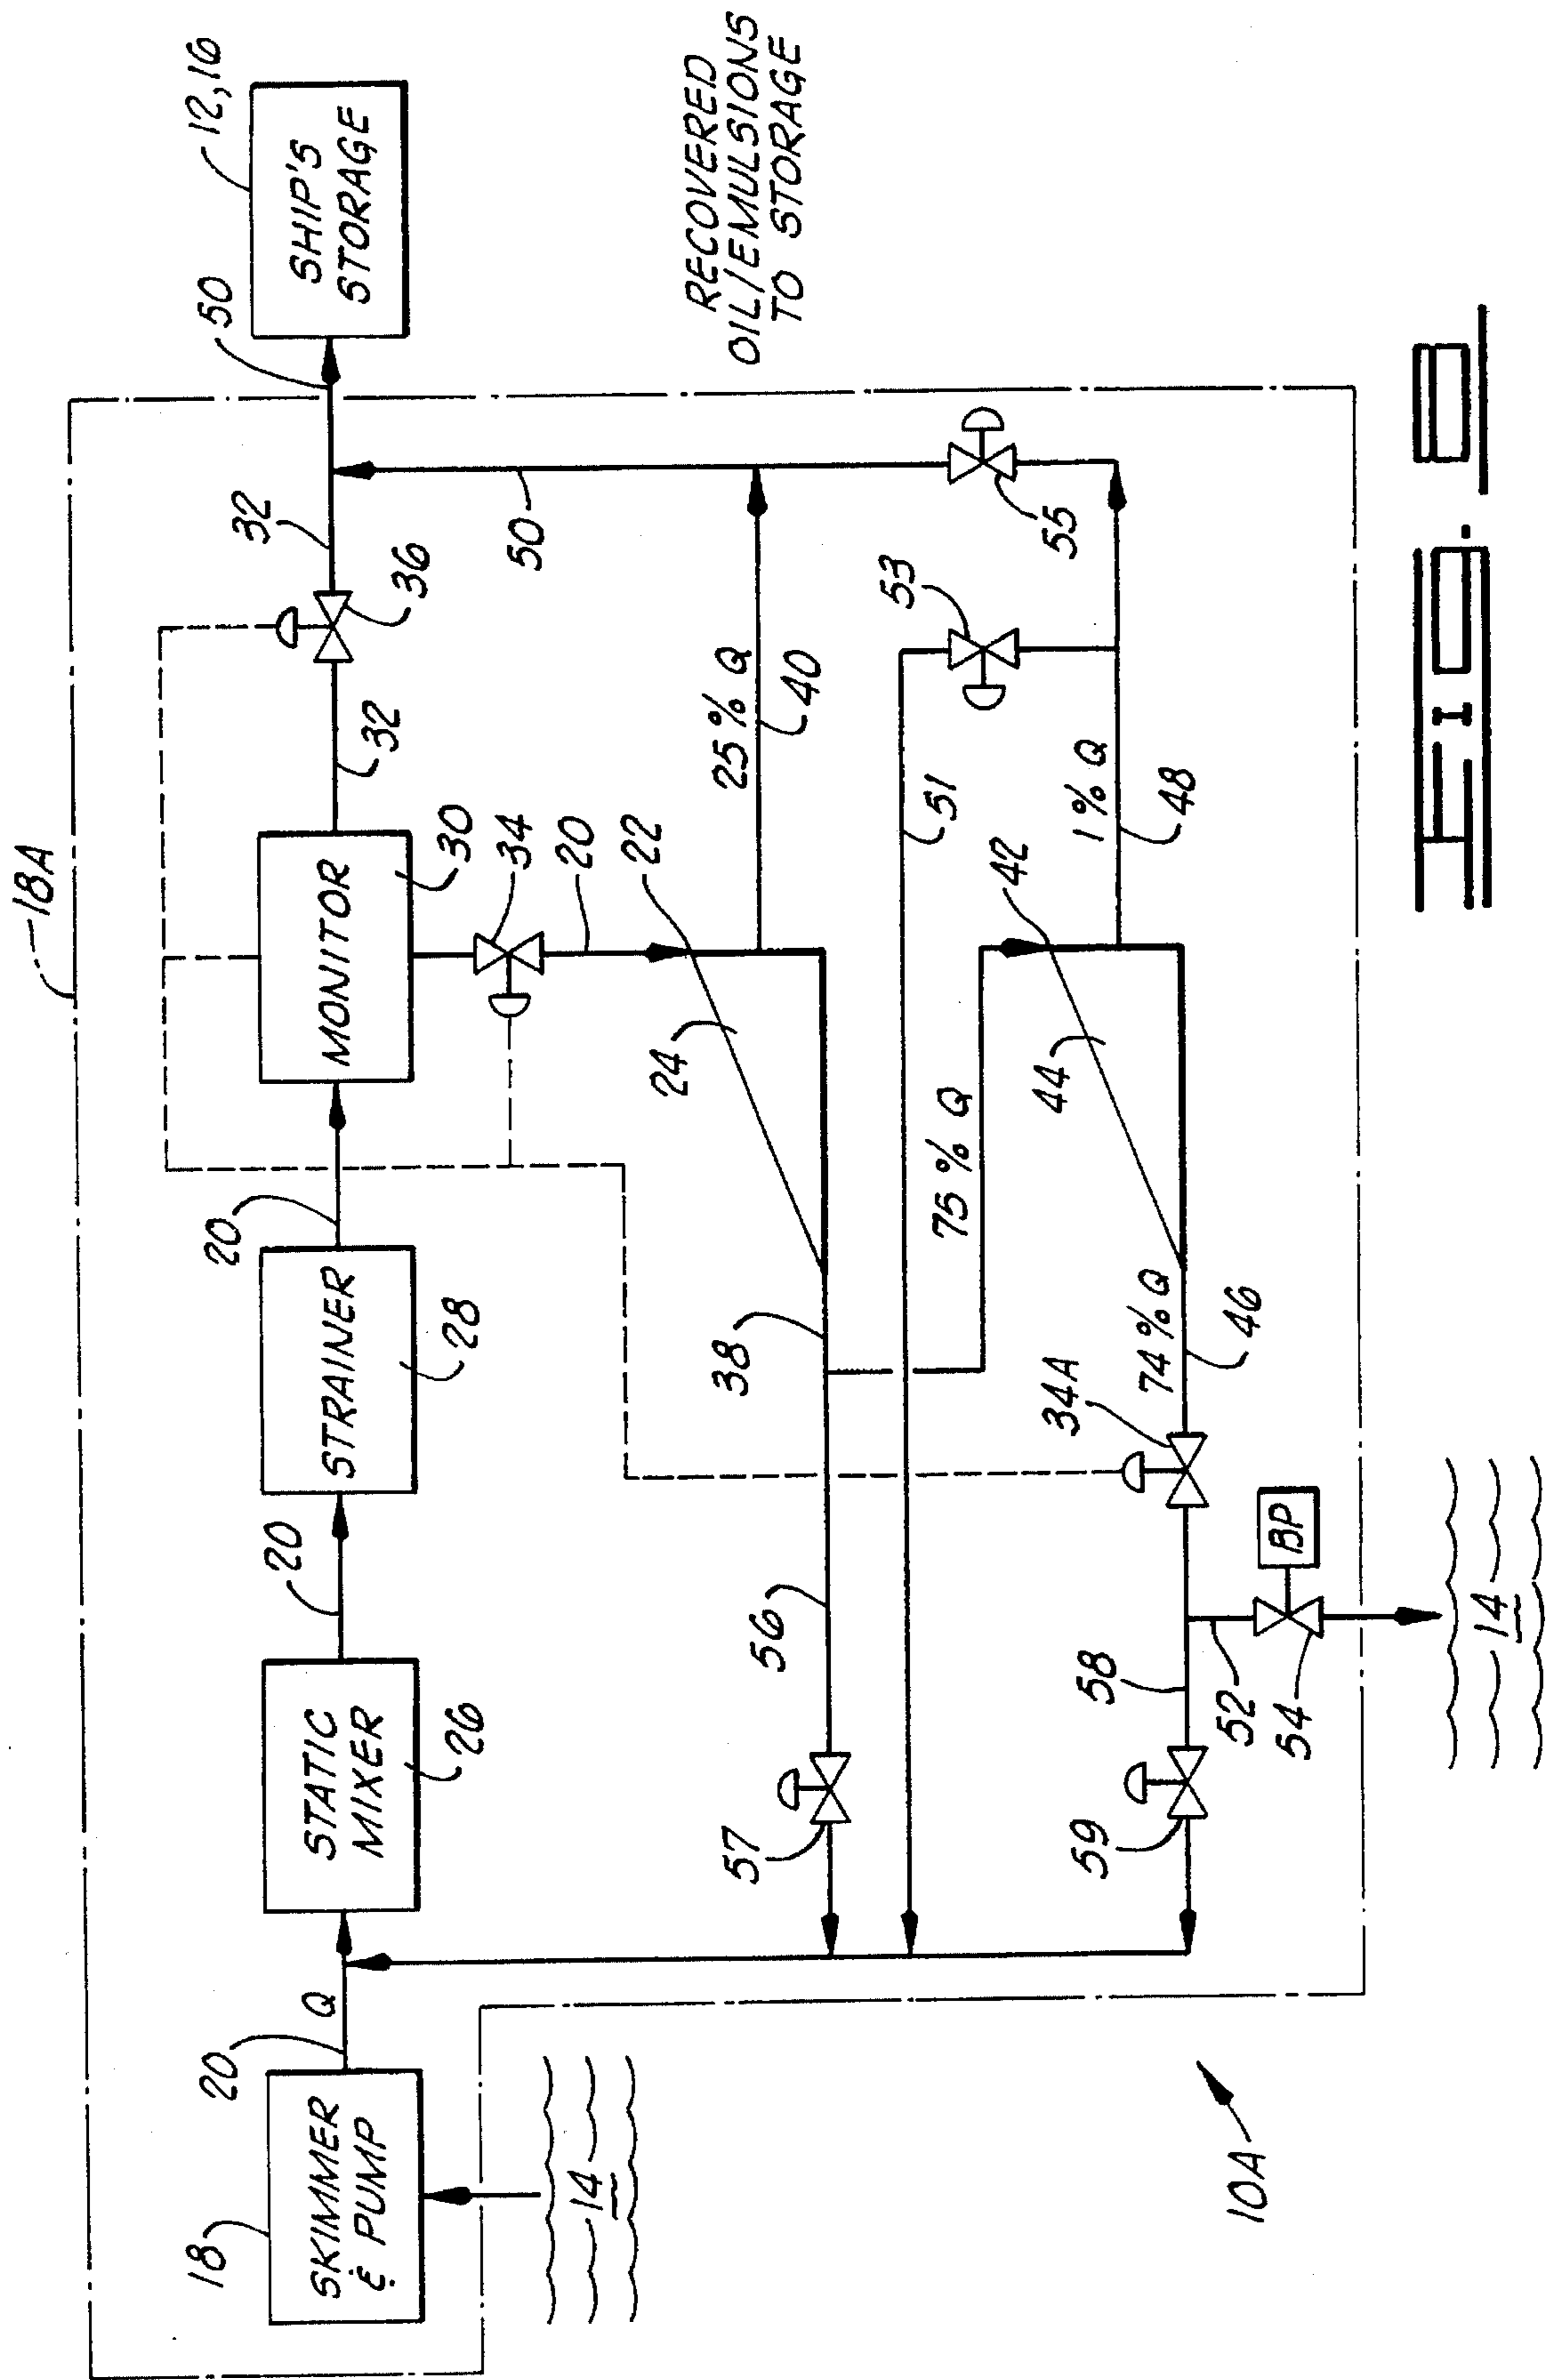 18A
12,16
SHIP'S
STORAGE
50
32
36
32
MONITOR
30
34
20
20
STRAINER
28
20
STATIC
MIXER
26
Q
20
18
SKIMMER
& PUMP
14
22
24
25% Q
40
50
RECOVERED
OIL/EMULSIONS
TO STORAGE
38
56
57
53
55
51
75% Q
42
44
1% Q
48
74% Q
46
34A
58
59
52
54
BP
14
10A
FIG. 1